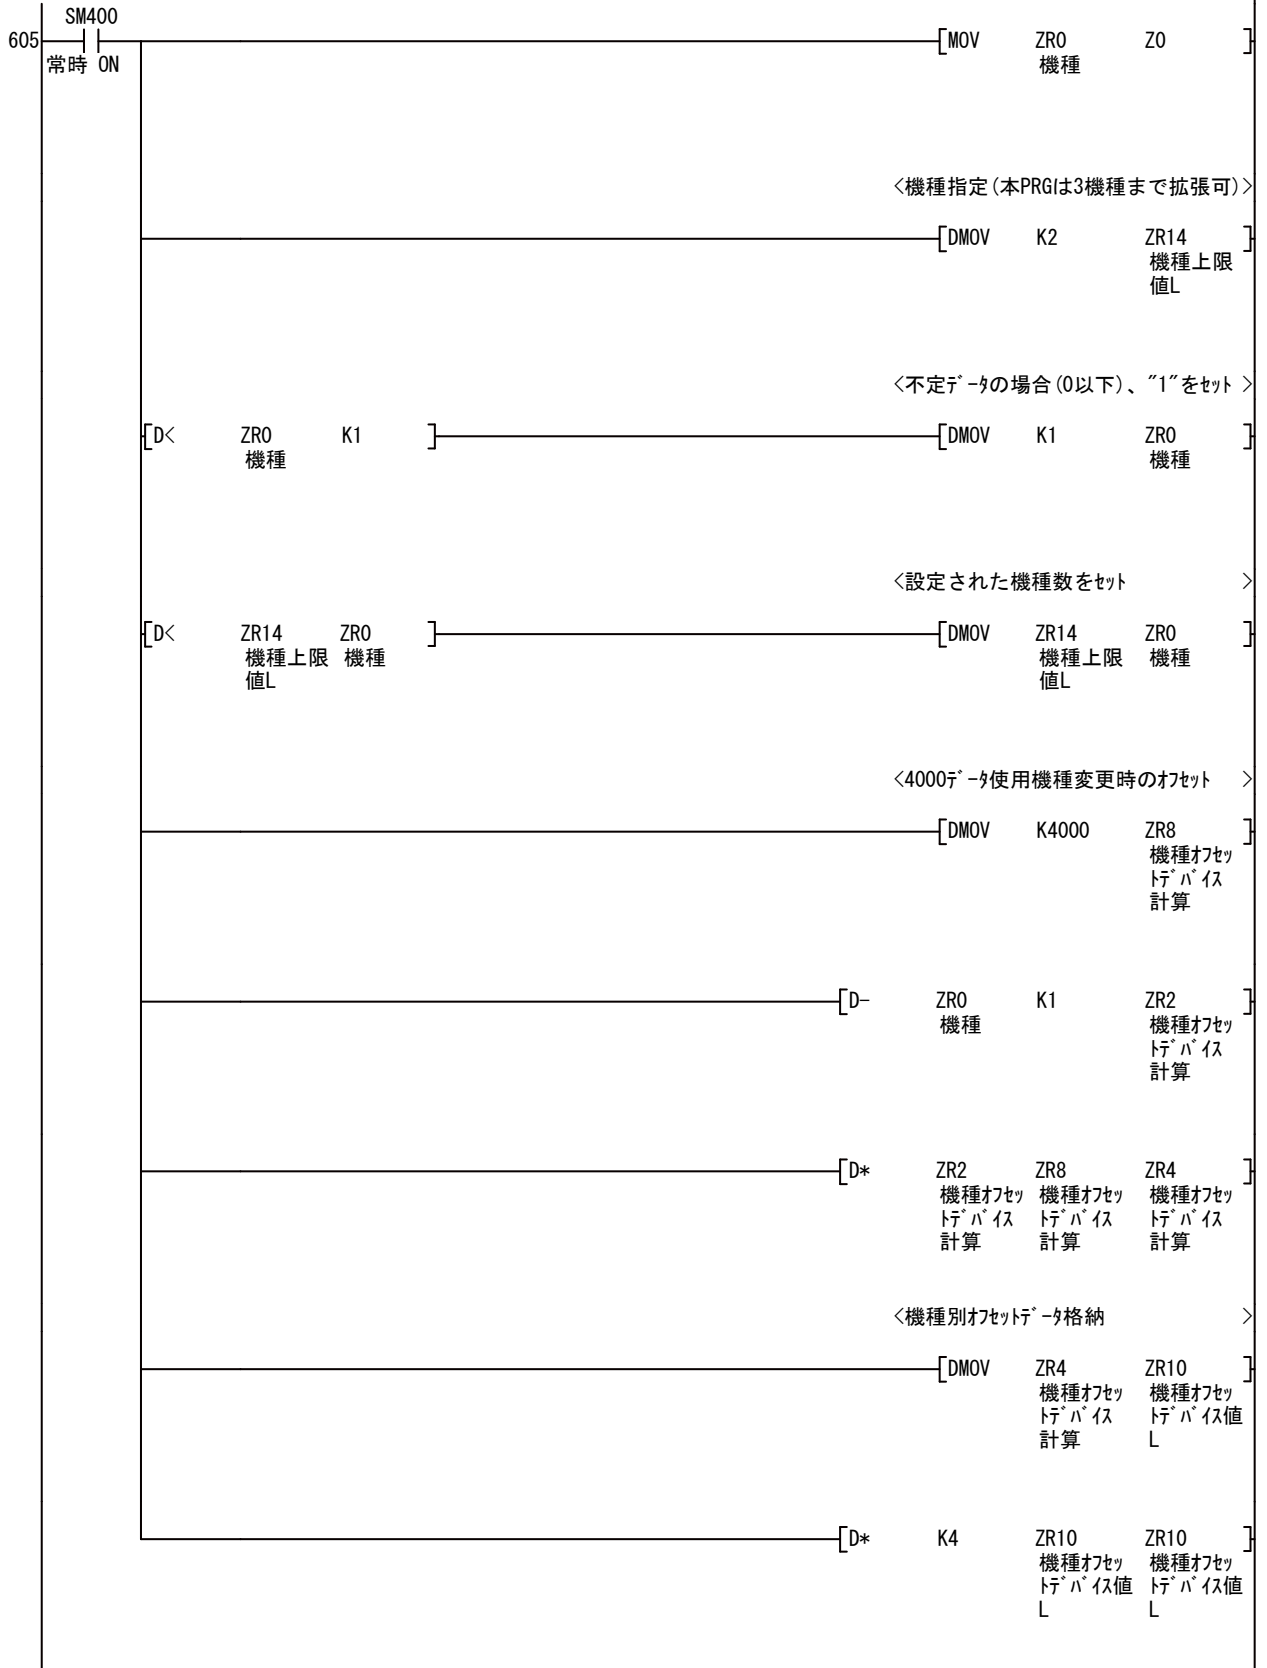 SM400
605 [MOV ZR0 Z0 ]
常時 ON 機種
<機種指定(本PRGは3機種まで拡張可)>
[DMOV K2 ZR14 ]
機種上限
値L
<不定ﾃﾞｰﾀの場合(0以下)、"1"をｾｯﾄ >
[D< ZR0 K1 ] [DMOV K1 ZR0 ]
機種 機種
<設定された機種数をｾｯﾄ >
[D< ZR14 ZR0 ] [DMOV ZR14 ZR0 ]
機種上限 機種 機種上限 機種
値L 値L
<4000ﾃﾞｰﾀ使用機種変更時のｵﾌｾｯﾄ >
[DMOV K4000 ZR8 ]
機種ｵﾌｾｯ
ﾄﾃﾞﾊﾞｲｽ
計算
[D- ZR0 K1 ZR2 ]
機種 機種ｵﾌｾｯ
ﾄﾃﾞﾊﾞｲｽ
計算
[D* ZR2 ZR8 ZR4 ]
機種ｵﾌｾｯ 機種ｵﾌｾｯ 機種ｵﾌｾｯ
ﾄﾃﾞﾊﾞｲｽ ﾄﾃﾞﾊﾞｲｽ ﾄﾃﾞﾊﾞｲｽ
計算 計算 計算
<機種別ｵﾌｾｯﾄﾃﾞｰﾀ格納 >
[DMOV ZR4 ZR10 ]
機種ｵﾌｾｯ 機種ｵﾌｾｯ
ﾄﾃﾞﾊﾞｲｽ ﾄﾃﾞﾊﾞｲｽ値
計算 L
[D* K4 ZR10 ZR10 ]
機種ｵﾌｾｯ 機種ｵﾌｾｯ
ﾄﾃﾞﾊﾞｲｽ値 ﾄﾃﾞﾊﾞｲｽ値
L L